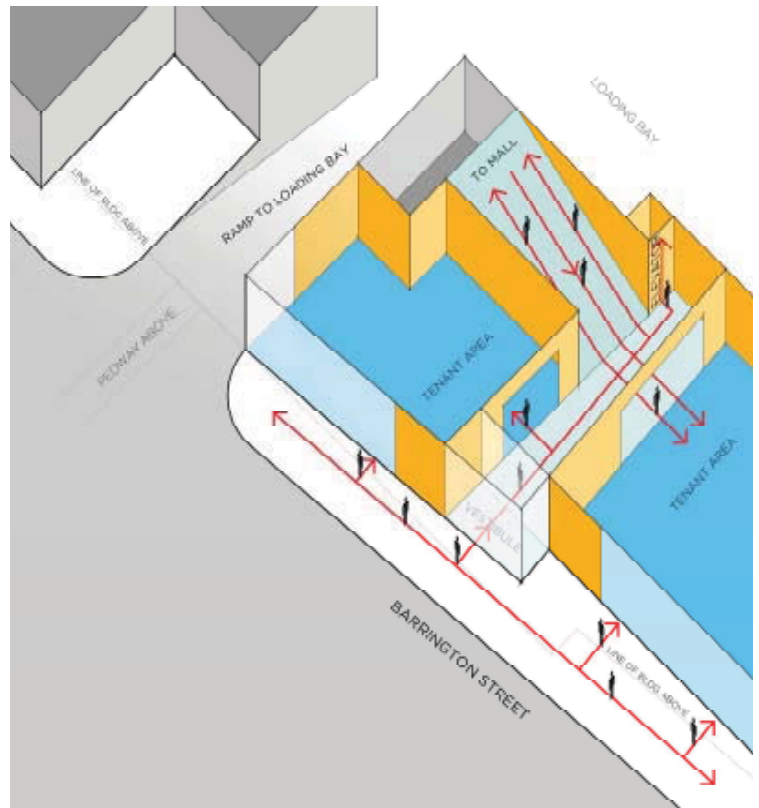 LOADING BAY
TO MALL
RAMP TO LOADING BAY
LINE OF BLDG ABOVE
PEDWAY ABOVE
TENANT AREA
TENANT AREA
VESTIBULE
BARRINGTON STREET
LINE OF BLDG ABOVE